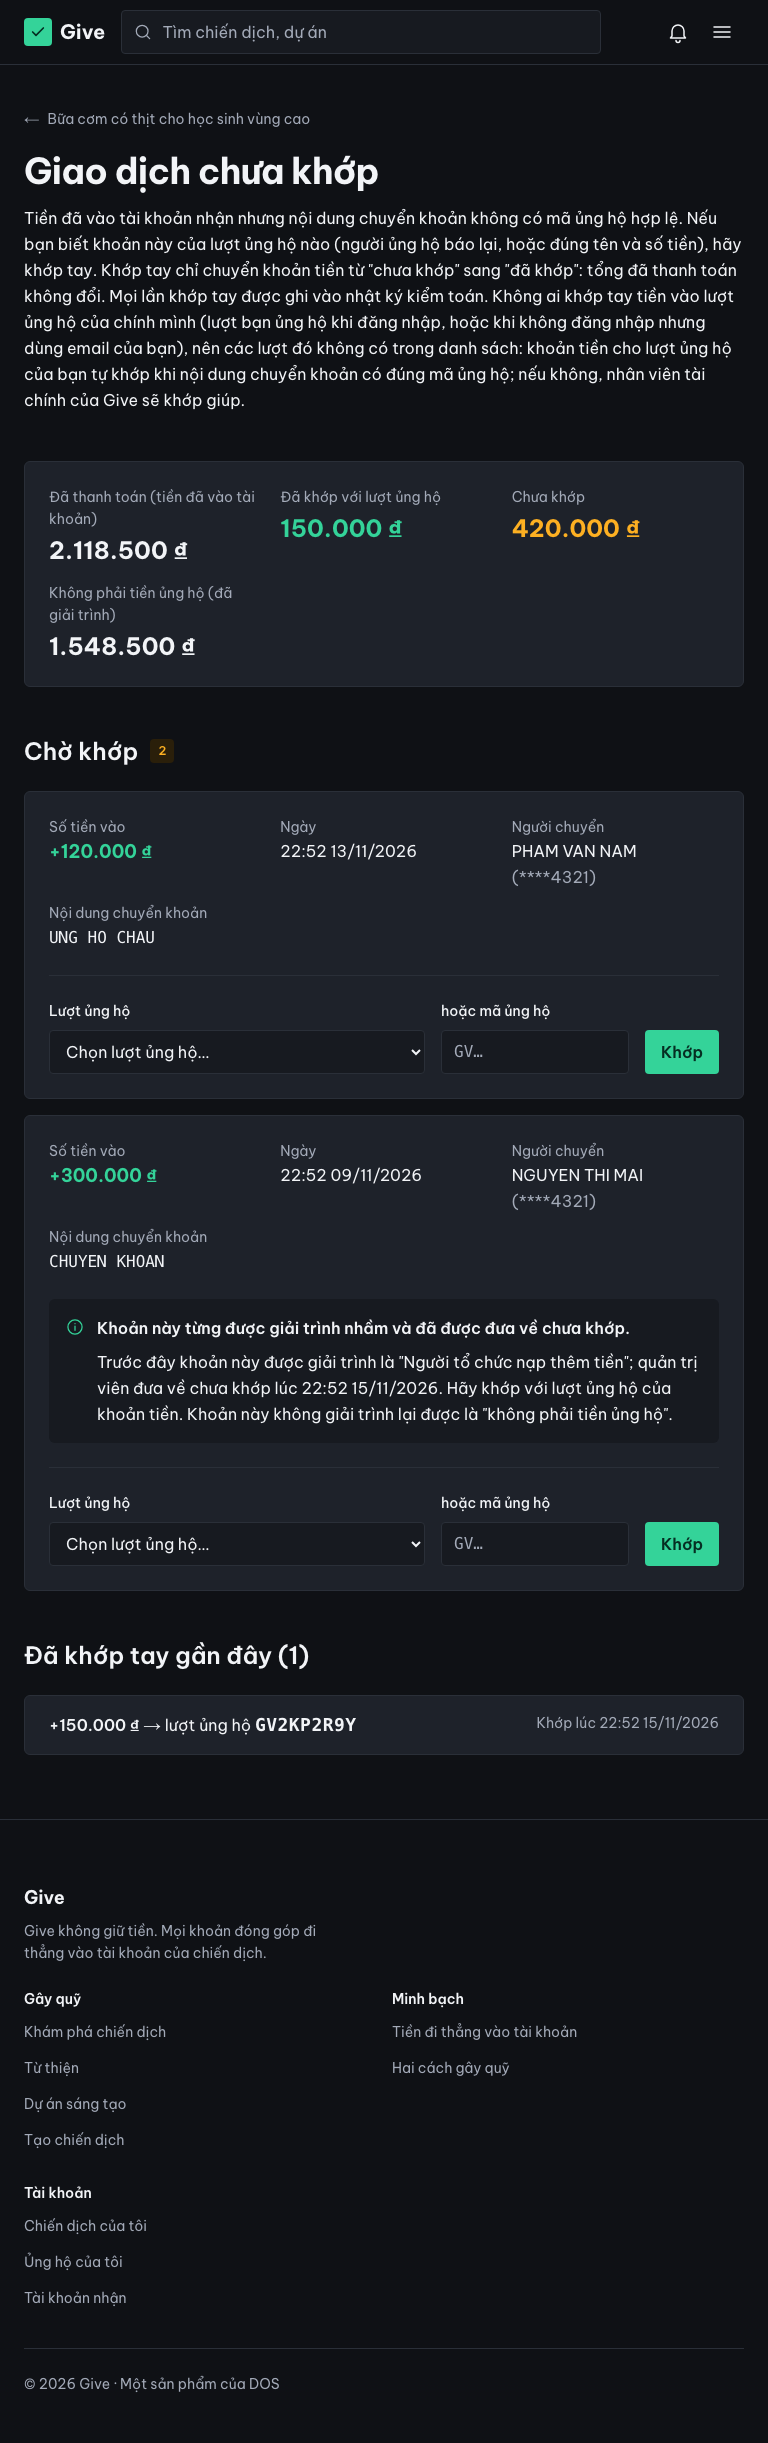 Give
Tìm chiến dịch, dự án
← Bữa cơm có thịt cho học sinh vùng cao
Giao dịch chưa khớp
Tiền đã vào tài khoản nhận nhưng nội dung chuyển khoản không có mã ủng hộ hợp lệ. Nếu
bạn biết khoản này của lượt ủng hộ nào (người ủng hộ báo lại, hoặc đúng tên và số tiền), hãy
khớp tay. Khớp tay chỉ chuyển khoản tiền từ "chưa khớp" sang "đã khớp": tổng đã thanh toán
không đổi. Mọi lần khớp tay được ghi vào nhật ký kiểm toán. Không ai khớp tay tiền vào lượt
ủng hộ của chính mình (lượt bạn ủng hộ khi đăng nhập, hoặc khi không đăng nhập nhưng
dùng email của bạn), nên các lượt đó không có trong danh sách: khoản tiền cho lượt ủng hộ
của bạn tự khớp khi nội dung chuyển khoản có đúng mã ủng hộ; nếu không, nhân viên tài
chính của Give sẽ khớp giúp.
Đã thanh toán (tiền đã vào tài
khoản)
2.118.500 ₫
Đã khớp với lượt ủng hộ
150.000 ₫
Chưa khớp
420.000 ₫
Không phải tiền ủng hộ (đã
giải trình)
1.548.500 ₫
Chờ khớp 2
Số tiền vào
+120.000 ₫
Ngày
22:52 13/11/2026
Người chuyển
PHAM VAN NAM
(****4321)
Nội dung chuyển khoản
UNG HO CHAU
Lượt ủng hộ
Chọn lượt ủng hộ...
hoặc mã ủng hộ
GV…
Khớp
Số tiền vào
+300.000 ₫
Ngày
22:52 09/11/2026
Người chuyển
NGUYEN THI MAI
(****4321)
Nội dung chuyển khoản
CHUYEN KHOAN
Khoản này từng được giải trình nhầm và đã được đưa về chưa khớp.
Trước đây khoản này được giải trình là "Người tổ chức nạp thêm tiền"; quản trị
viên đưa về chưa khớp lúc 22:52 15/11/2026. Hãy khớp với lượt ủng hộ của
khoản tiền. Khoản này không giải trình lại được là "không phải tiền ủng hộ".
Lượt ủng hộ
Chọn lượt ủng hộ...
hoặc mã ủng hộ
GV…
Khớp
Đã khớp tay gần đây (1)
+150.000 ₫ → lượt ủng hộ GV2KP2R9Y
Khớp lúc 22:52 15/11/2026
Give
Give không giữ tiền. Mọi khoản đóng góp đi
thẳng vào tài khoản của chiến dịch.
Gây quỹ
Khám phá chiến dịch
Từ thiện
Dự án sáng tạo
Tạo chiến dịch
Minh bạch
Tiền đi thẳng vào tài khoản
Hai cách gây quỹ
Tài khoản
Chiến dịch của tôi
Ủng hộ của tôi
Tài khoản nhận
© 2026 Give · Một sản phẩm của DOS